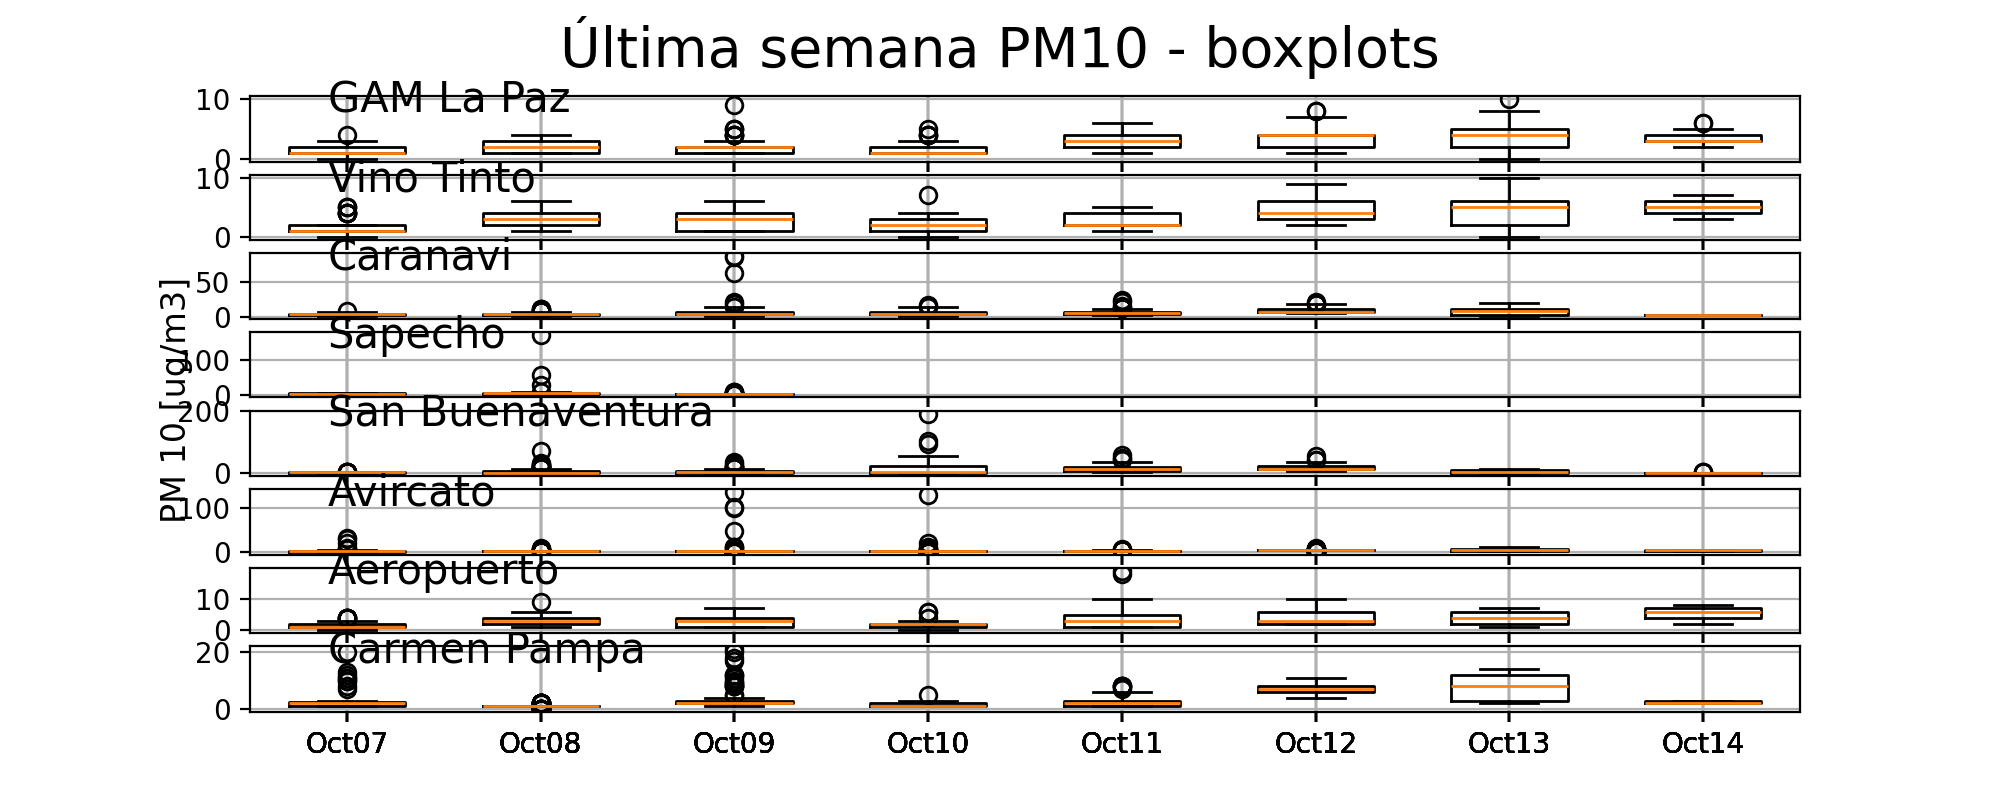 Última semana PM10 - boxplots
GAM La Paz
10
0
Vino Tinto
10
0
Caranavi
50
0
Sapecho
100
0
San Buenaventura
200
0
Avircato
100
0
Aeropuerto
10
0
Carmen Pampa
20
0
PM 10 [ug/m3]
Oct07 Oct08 Oct09 Oct10 Oct11 Oct12 Oct13 Oct14